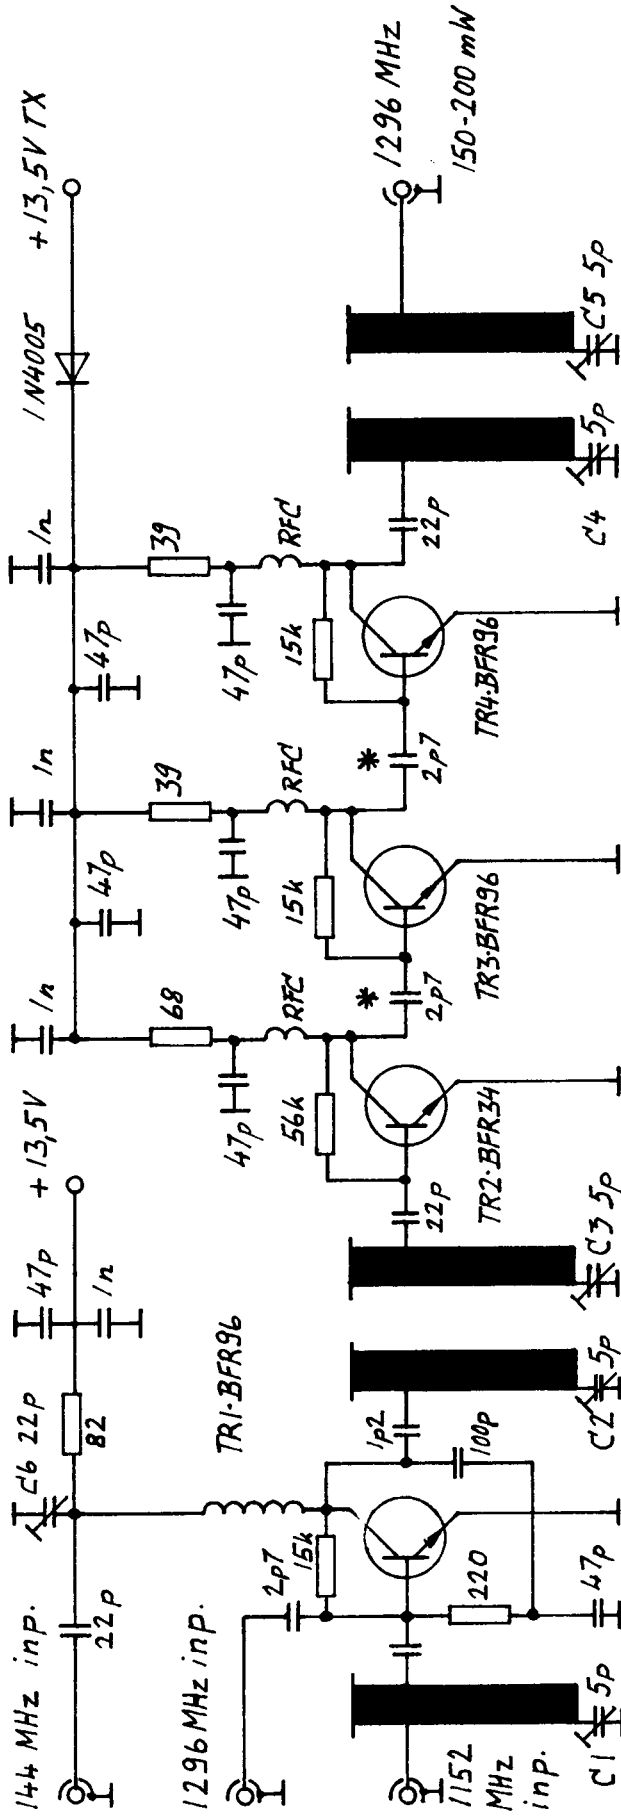 144 MHz inp.
C6 22p
47p
+13,5V
1n
1n
1n
1N4005
+13,5V TX
22p
82
1n
47p
47p
68
39
39
1296 MHz inp.
TR1·BFR96
47p
47p
47p
RFC
RFC
RFC
2p7
15k
56k
15k
15k
1p2
22p
*
2p7
*
2p7
22p
1296 MHz
150-200 mW
1152
MHz
inp.
220
100p
TR2·BFR34
TR3·BFR96
TR4·BFR96
C1 5p
47p
C2 5p
C3 5p
C4 5p
C5 5p